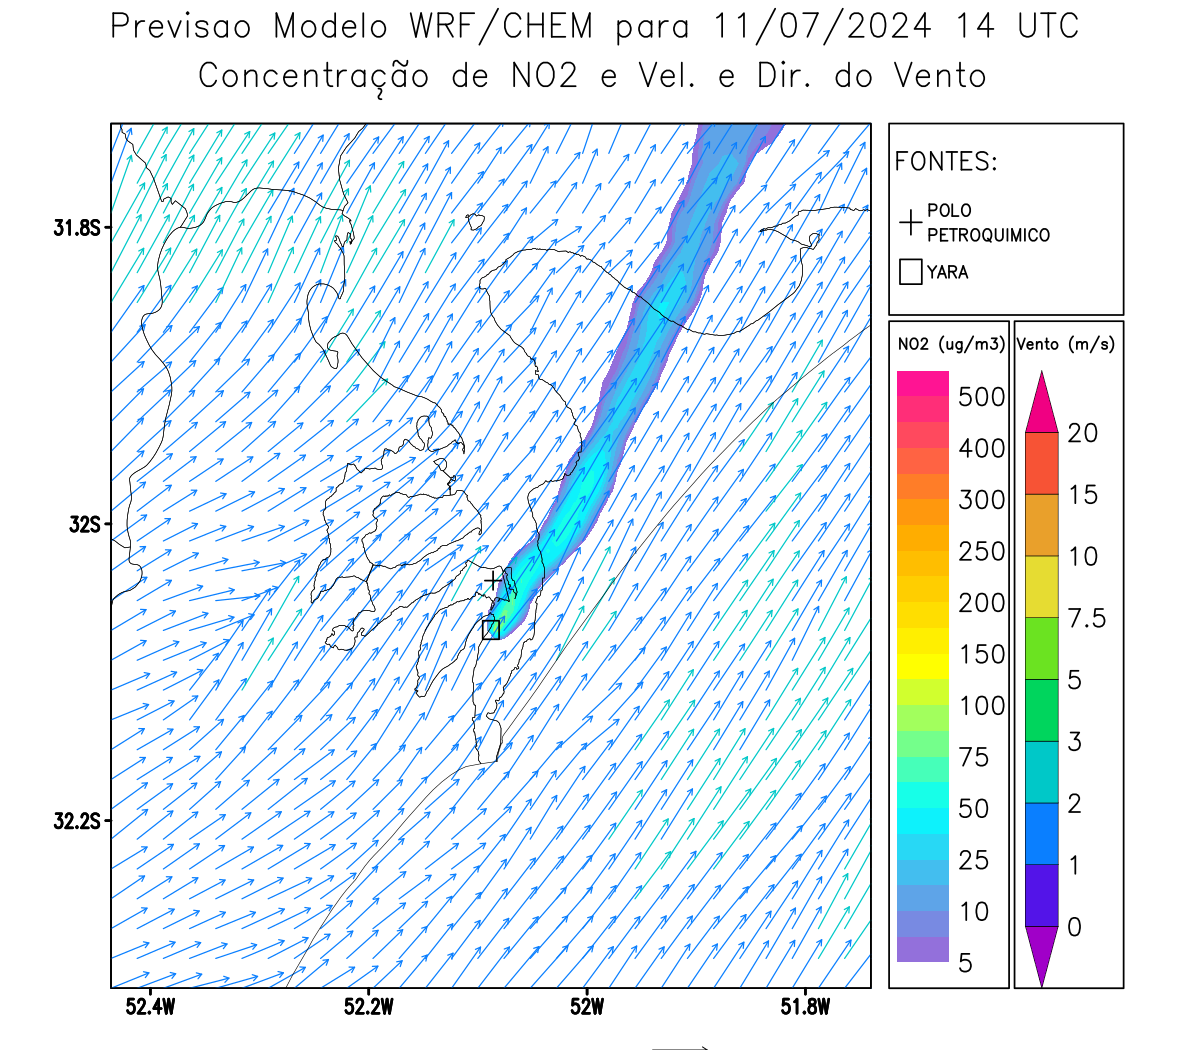 Previsao Modelo WRF/CHEM para 11/07/2024 14 UTC
Concentração de NO2 e Vel. e Dir. do Vento
FONTES:
POLO
PETROQUIMICO
YARA
NO2 (ug/m3)
500
400
300
250
200
150
100
75
50
25
10
5
Vento (m/s)
20
15
10
7.5
5
3
2
1
0
31.8S
32S
32.2S
52.4W
52.2W
52W
51.8W